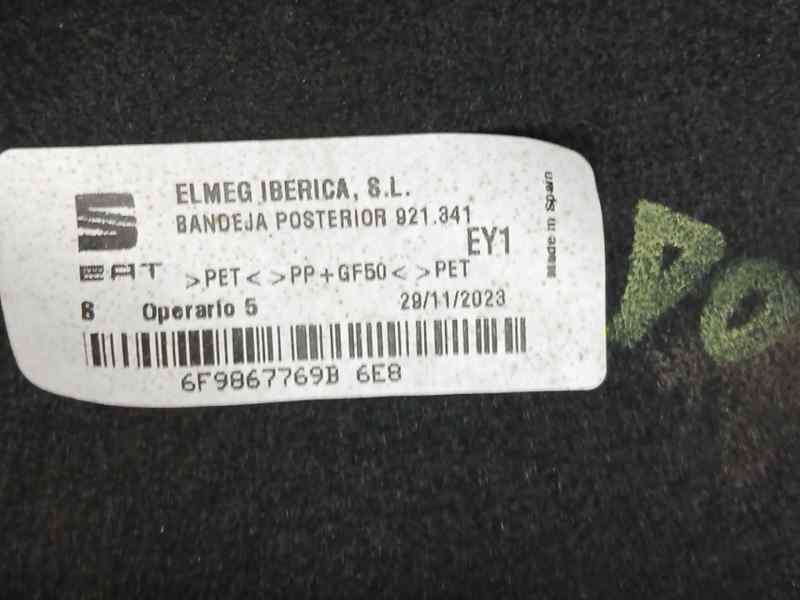 ELMEG IBERICA, S.L.
BANDEJA POSTERIOR 921.341
EY1
SEAT
>PET< >PP+GF50< >PET
8 Operario 5 29/11/2023
6F9867769B 6E8
Made in Spain